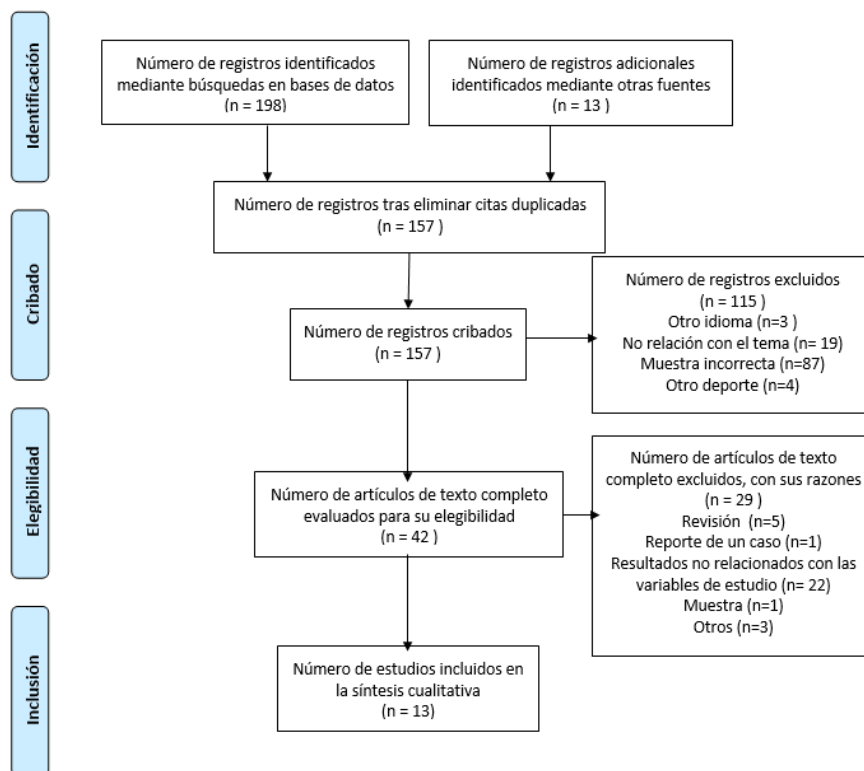 Identificación
Número de registros identificados
mediante búsquedas en bases de datos
(n = 198)
Número de registros adicionales
identificados mediante otras fuentes
(n = 13 )
Número de registros tras eliminar citas duplicadas
(n = 157 )
Cribado
Número de registros cribados
(n = 157 )
Número de registros excluidos
(n = 115 )
Otro idioma (n=3 )
No relación con el tema (n= 19)
Muestra incorrecta (n=87)
Otro deporte (n=4)
Elegibilidad
Número de artículos de texto completo
evaluados para su elegibilidad
(n = 42 )
Número de artículos de texto
completo excluidos, con sus razones
(n = 29 )
Revisión (n=5)
Reporte de un caso (n=1)
Resultados no relacionados con las
variables de estudio (n= 22)
Muestra (n=1)
Otros (n=3)
Inclusión
Número de estudios incluidos en
la síntesis cualitativa
(n = 13)